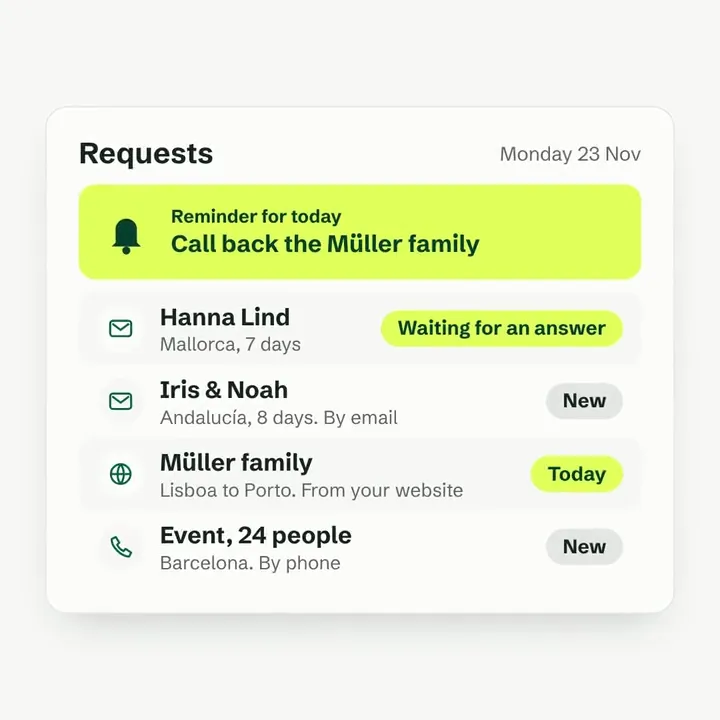 Requests
Monday 23 Nov
Reminder for today
Call back the Müller family
Hanna Lind
Mallorca, 7 days
Waiting for an answer
Iris & Noah
Andalucía, 8 days. By email
New
Müller family
Lisboa to Porto. From your website
Today
Event, 24 people
Barcelona. By phone
New